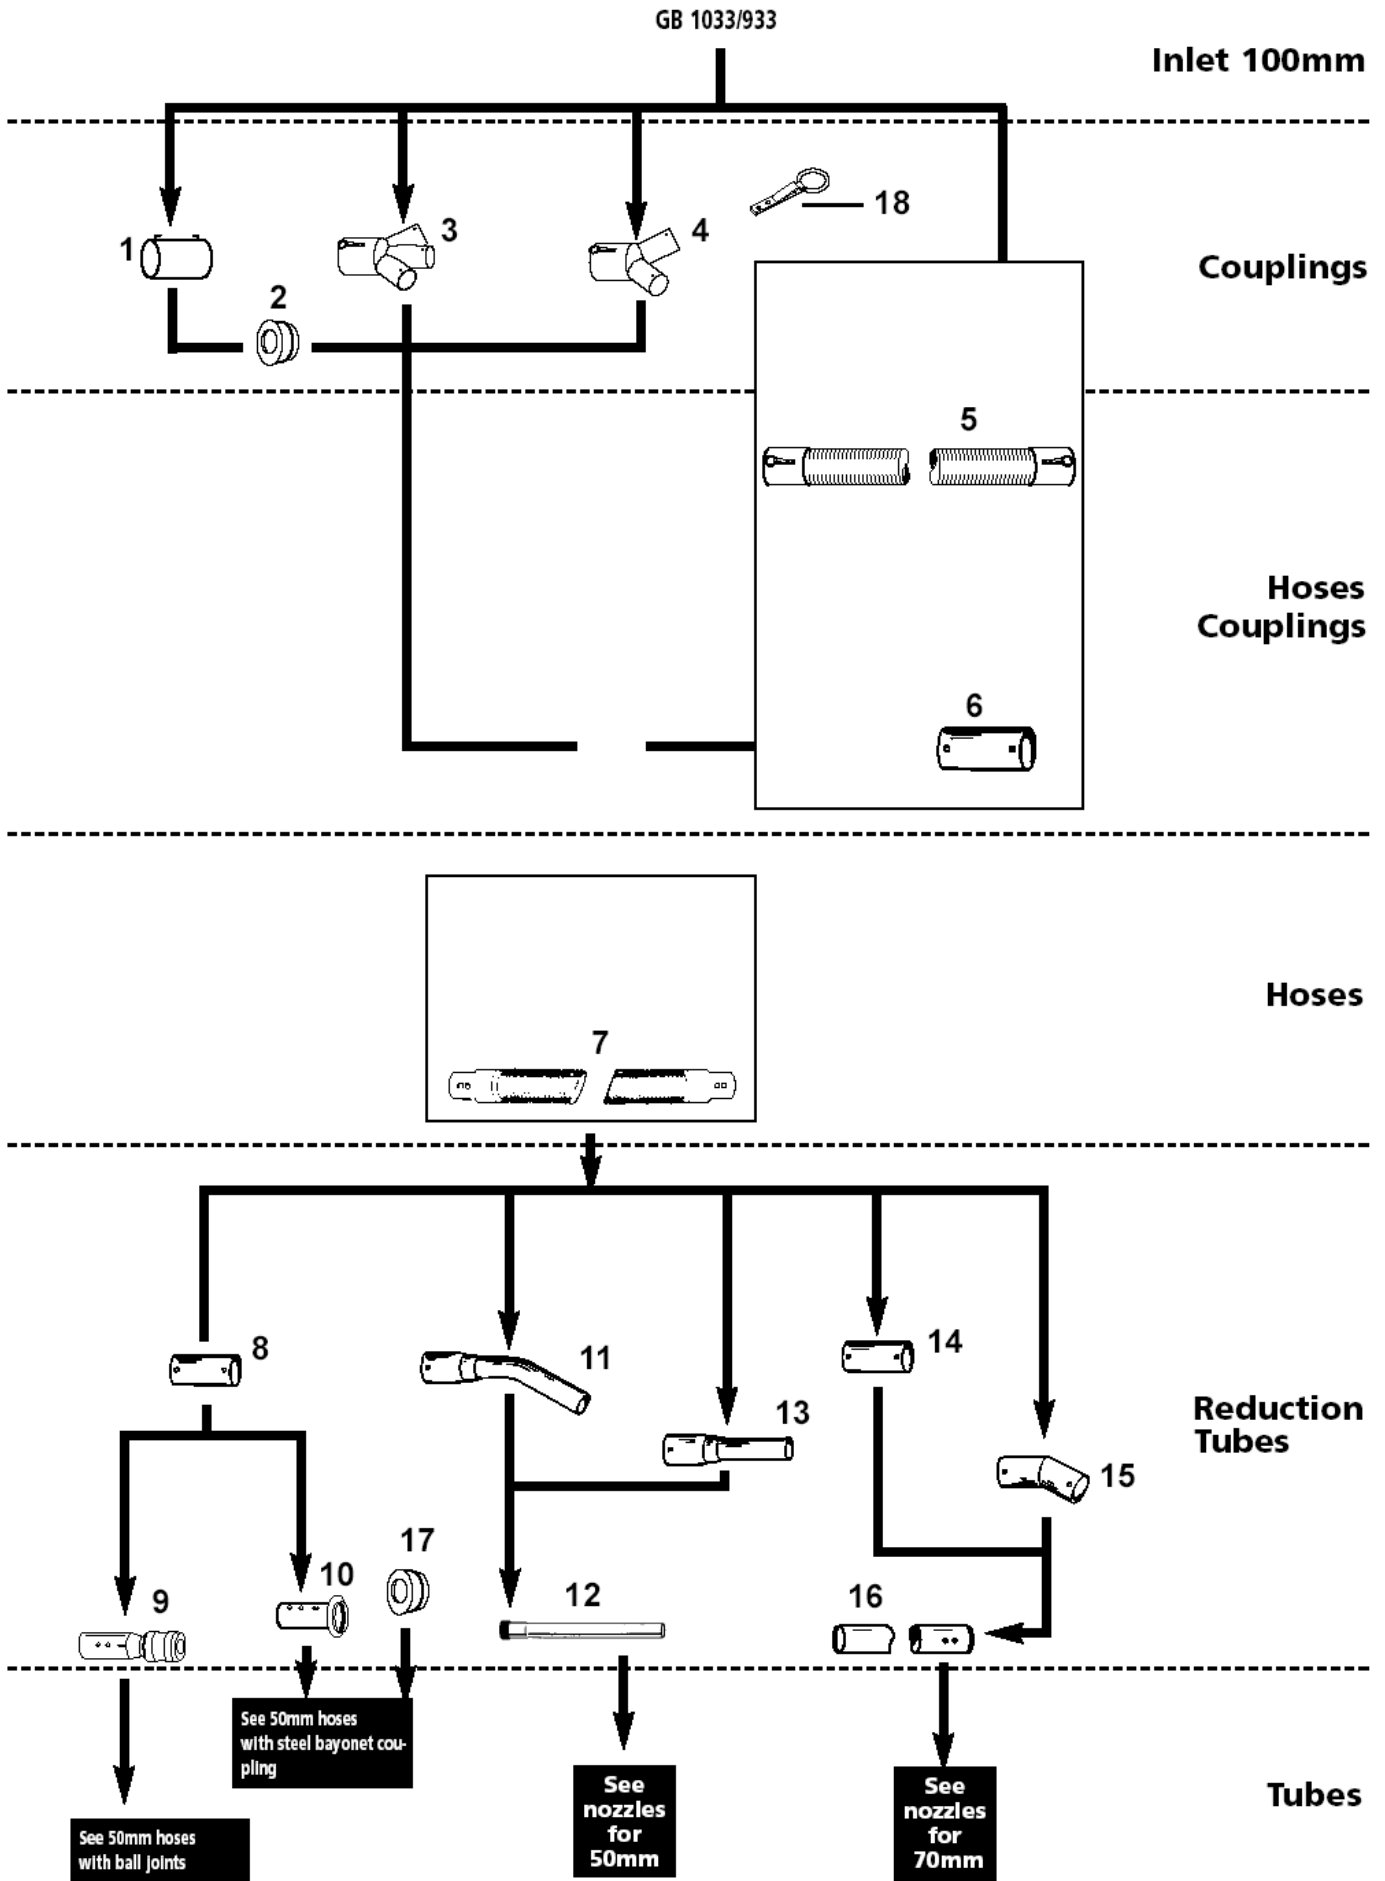 GB 1033/933
Inlet 100mm
18
3
4
1
Couplings
2
5
Hoses
Couplings
6
Hoses
7
8
11
14
13
Reduction
Tubes
15
17
10
12
16
9
See 50mm hoses
with steel bayonet cou-
pling
See
nozzles
for
50mm
See
nozzles
for
70mm
Tubes
See 50mm hoses
with ball joints